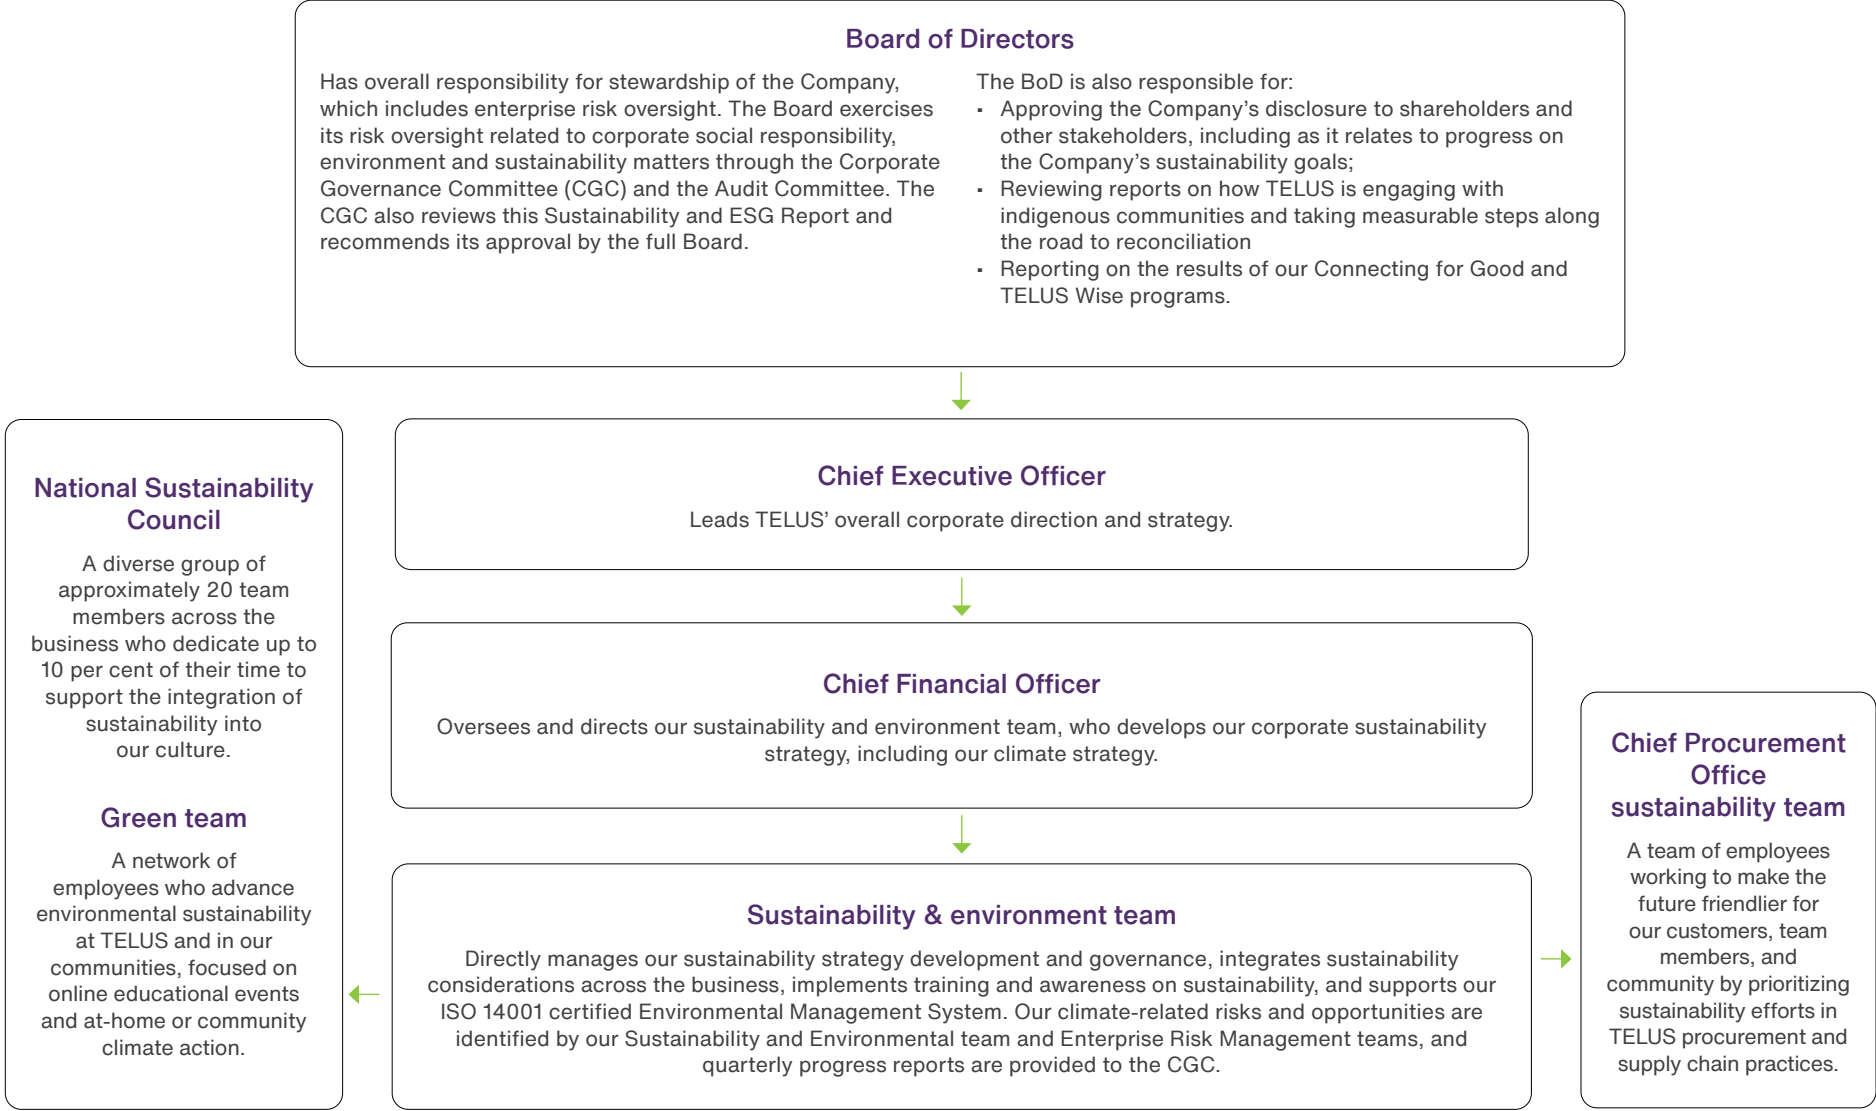 Board of Directors
Has overall responsibility for stewardship of the Company,
which includes enterprise risk oversight. The Board exercises
its risk oversight related to corporate social responsibility,
environment and sustainability matters through the Corporate
Governance Committee (CGC) and the Audit Committee. The
CGC also reviews this Sustainability and ESG Report and
recommends its approval by the full Board.
The BoD is also responsible for:
▪ Approving the Company’s disclosure to shareholders and
other stakeholders, including as it relates to progress on
the Company’s sustainability goals;
▪ Reviewing reports on how TELUS is engaging with
indigenous communities and taking measurable steps along
the road to reconciliation
▪ Reporting on the results of our Connecting for Good and
TELUS Wise programs.
National Sustainability
Council
A diverse group of
approximately 20 team
members across the
business who dedicate up to
10 per cent of their time to
support the integration of
sustainability into
our culture.
Green team
A network of
employees who advance
environmental sustainability
at TELUS and in our
communities, focused on
online educational events
and at-home or community
climate action.
Chief Executive Officer
Leads TELUS’ overall corporate direction and strategy.
Chief Financial Officer
Oversees and directs our sustainability and environment team, who develops our corporate sustainability
strategy, including our climate strategy.
Sustainability & environment team
Directly manages our sustainability strategy development and governance, integrates sustainability
considerations across the business, implements training and awareness on sustainability, and supports our
ISO 14001 certified Environmental Management System. Our climate-related risks and opportunities are
identified by our Sustainability and Environmental team and Enterprise Risk Management teams, and
quarterly progress reports are provided to the CGC.
Chief Procurement
Office
sustainability team
A team of employees
working to make the
future friendlier for
our customers, team
members, and
community by prioritizing
sustainability efforts in
TELUS procurement and
supply chain practices.